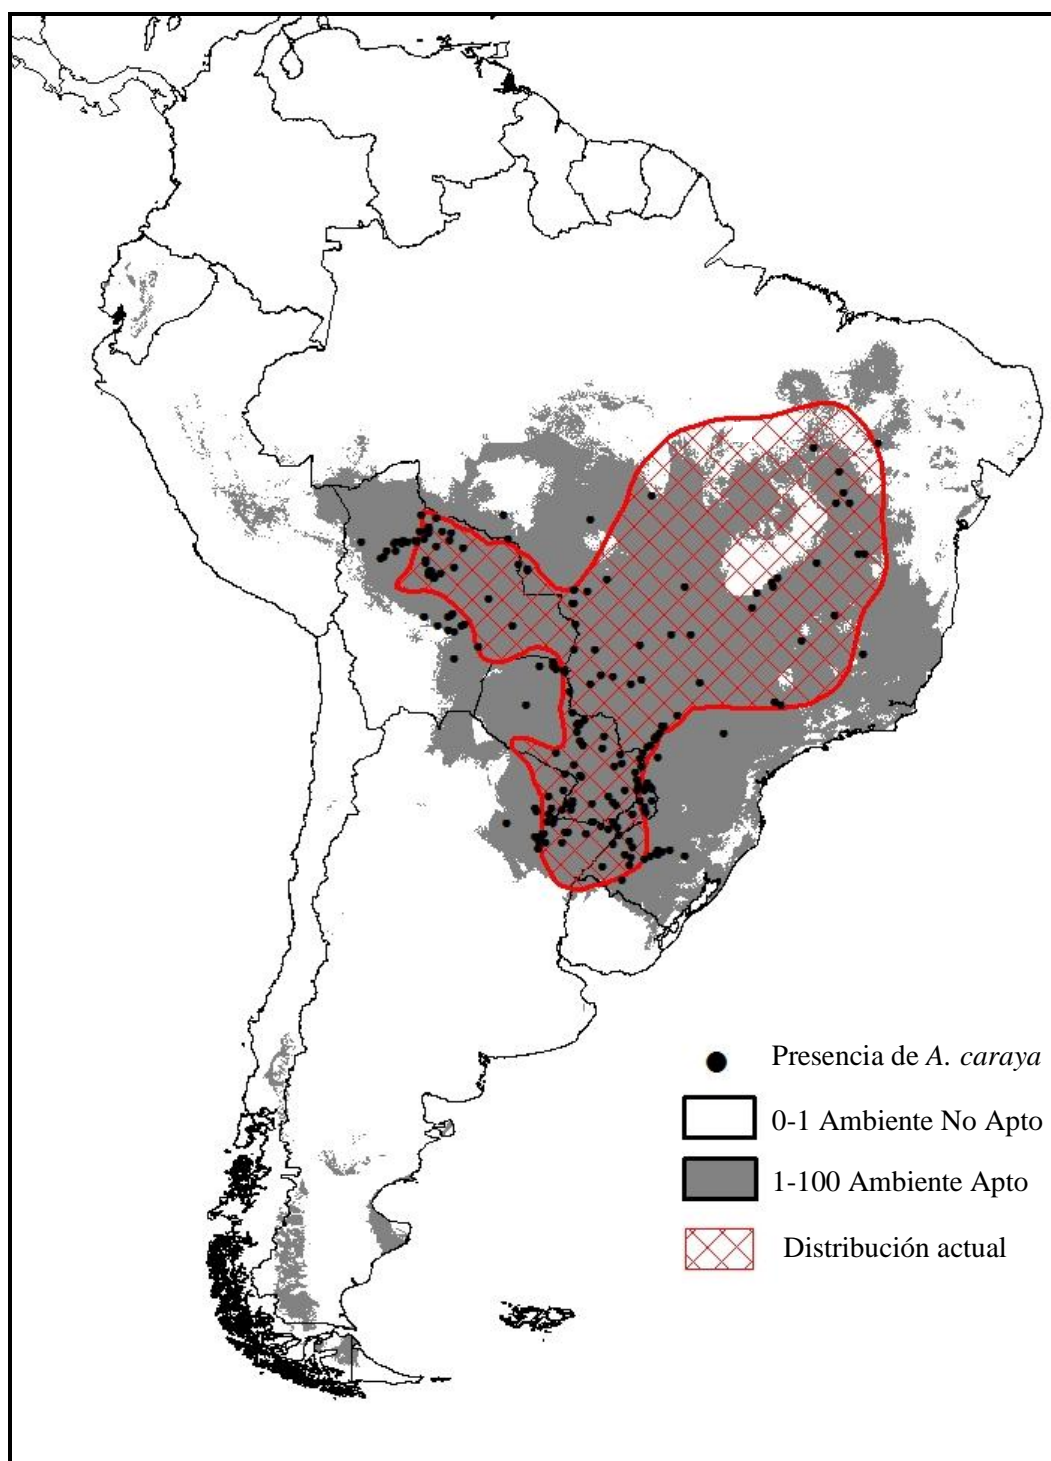 Presencia de A. caraya
0-1 Ambiente No Apto
1-100 Ambiente Apto
Distribución actual